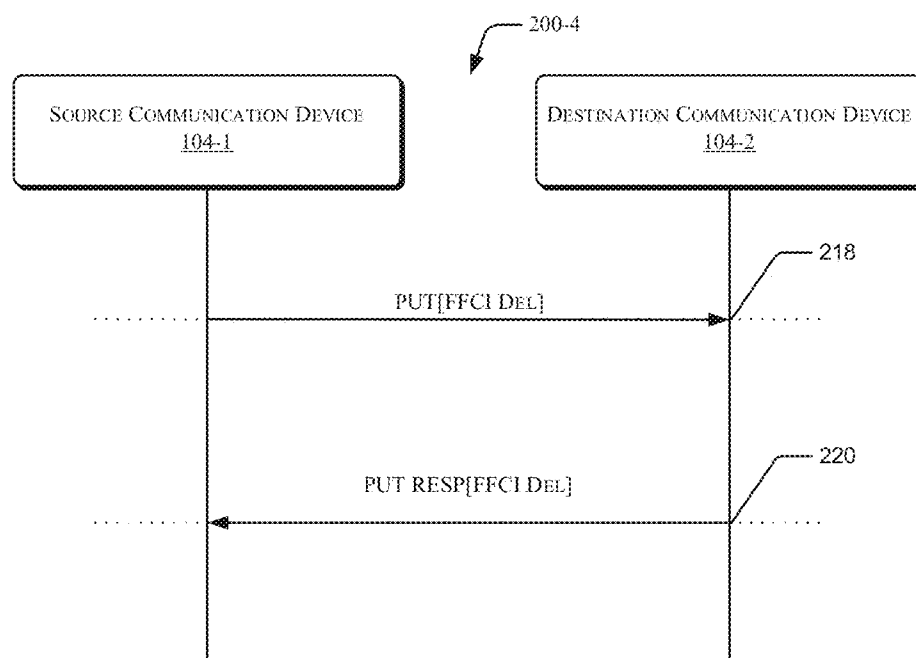 200-4
SOURCE COMMUNICATION DEVICE
104-1
DESTINATION COMMUNICATION DEVICE
104-2
218
PUT[FFCI DEL]
220
PUT RESP[FFCI DEL]